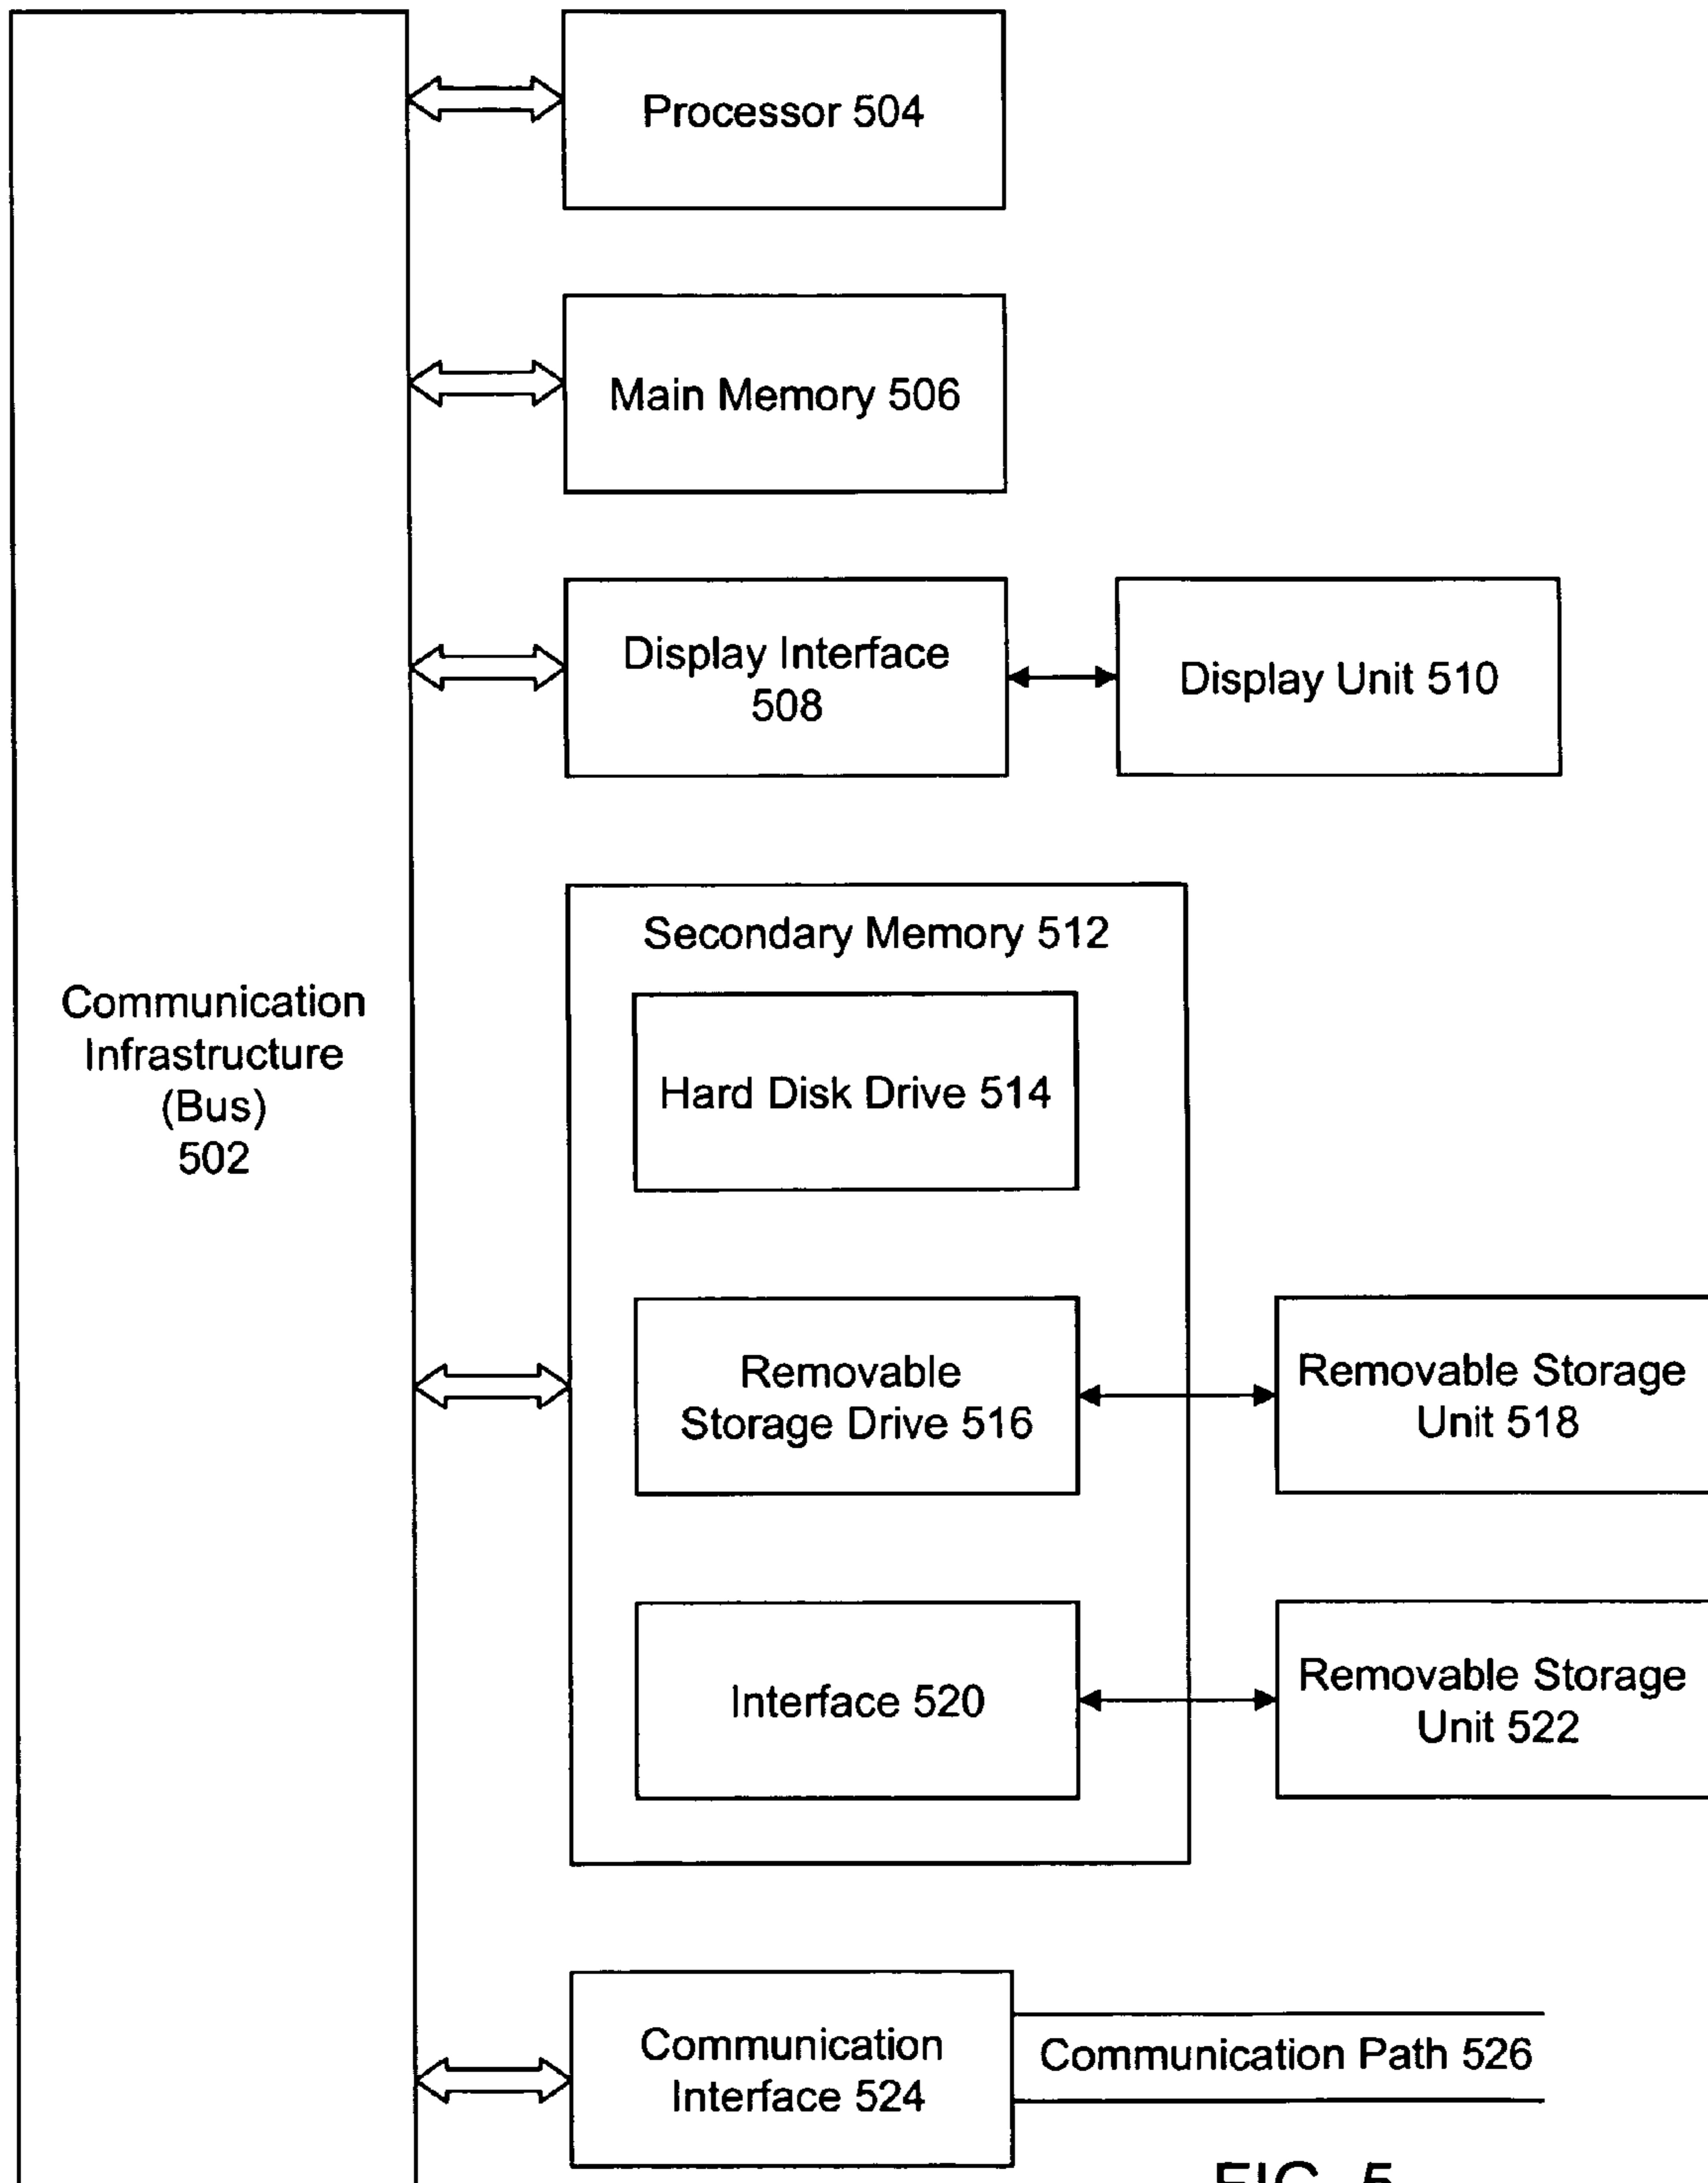 Processor 504
Main Memory 506
Display Interface
508
Display Unit 510
Secondary Memory 512
Communication
Infrastructure
(Bus)
502
Hard Disk Drive 514
Removable
Storage Drive 516
Removable Storage
Unit 518
Interface 520
Removable Storage
Unit 522
Communication
Interface 524
Communication Path 526
FIG. 5